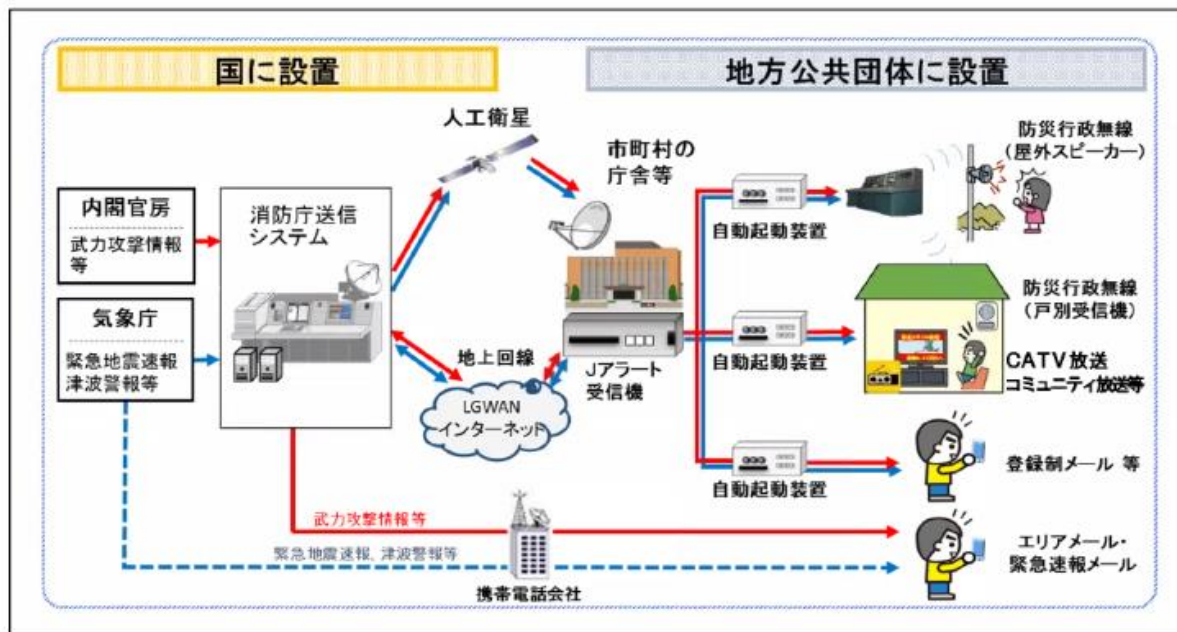 国に設置
地方公共団体に設置
人工衛星
市町村の
庁舎等
防災行政無線
(屋外スピーカー)
内閣官房
武力攻撃情報
等
消防庁送信
システム
自動起動装置
気象庁
緊急地震速報
津波警報等
地上回線
LGWAN
インターネット
Jアラート
受信機
自動起動装置
防災行政無線
(戸別受信機)
CATV放送
コミュニティ放送等
自動起動装置
登録制メール 等
武力攻撃情報等
緊急地震速報、津波警報等
携帯電話会社
エリアメール・
緊急速報メール